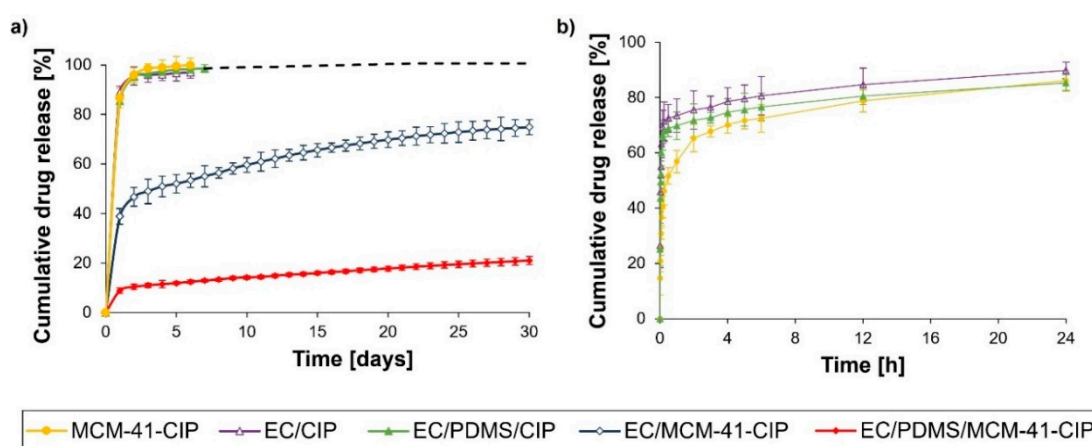 a)
Cumulative drug release [%]
120
100
80
60
40
20
0
0 5 10 15 20 25 30
Time [days]
b)
Cumulative drug release [%]
100
80
60
40
20
0
0 4 8 12 16 20 24
Time [h]
MCM-41-CIP EC/CIP EC/PDMS/CIP EC/MCM-41-CIP EC/PDMS/MCM-41-CIP